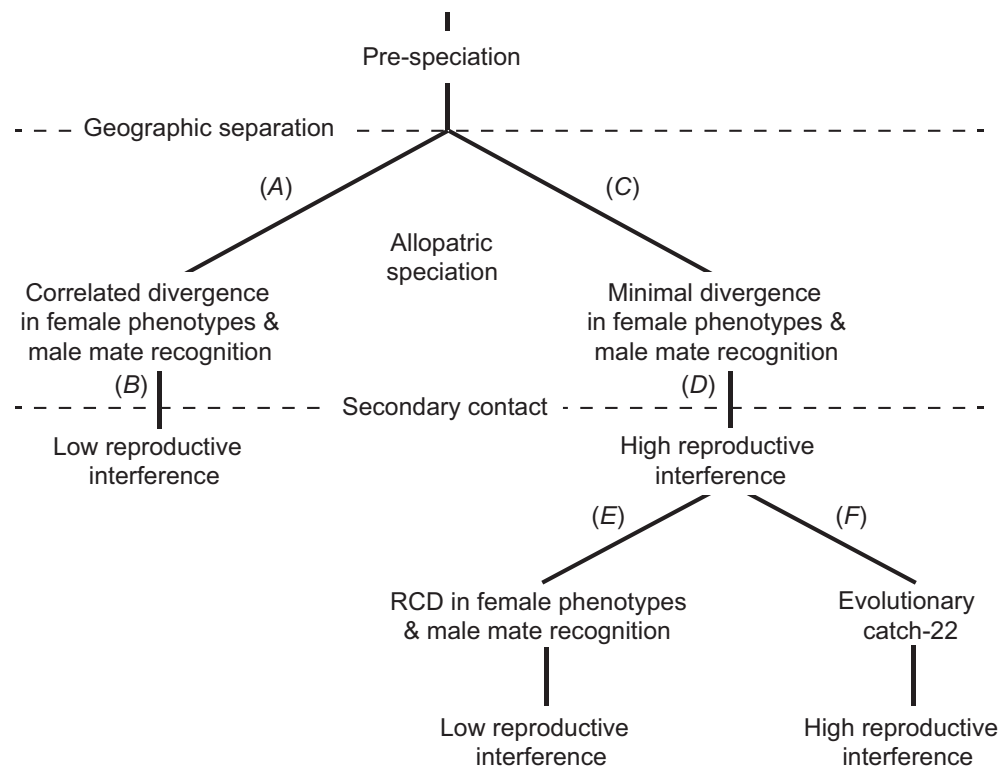 Pre-speciation
Geographic separation
(A)
(C)
Allopatric
speciation
Correlated divergence
in female phenotypes &
male mate recognition
Minimal divergence
in female phenotypes &
male mate recognition
(B)
(D)
Secondary contact
Low reproductive
interference
High reproductive
interference
(E)
(F)
RCD in female phenotypes
& male mate recognition
Evolutionary
catch-22
Low reproductive
interference
High reproductive
interference